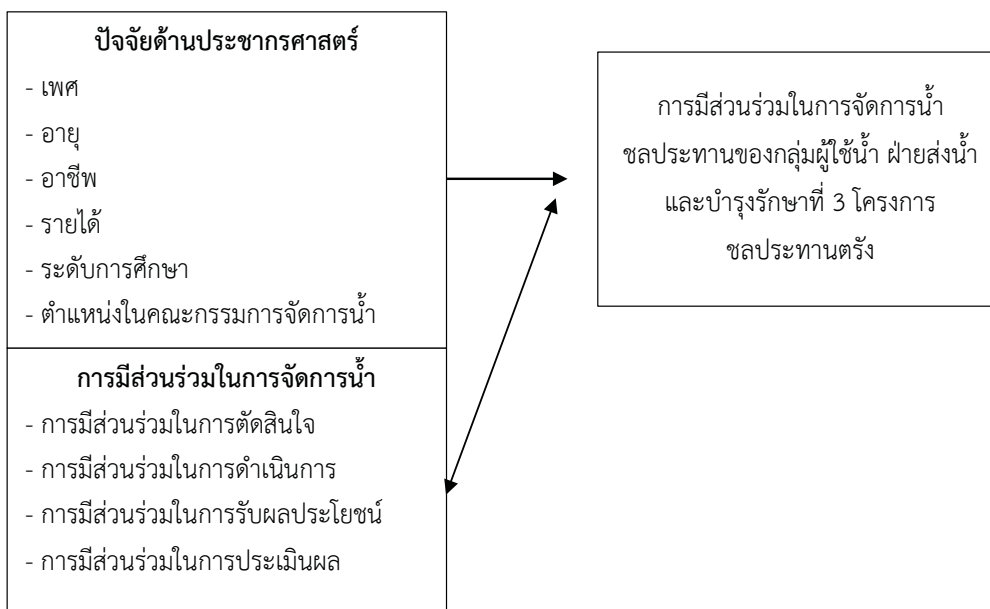 ปัจจัยด้านประชากรศาสตร์
- เพศ
- อายุ
- อาชีพ
- รายได้
- ระดับการศึกษา
- ตำแหน่งในคณะกรรมการจัดการน้ำ
การมีส่วนร่วมในการจัดการน้ำ
- การมีส่วนร่วมในการตัดสินใจ
- การมีส่วนร่วมในการดำเนินการ
- การมีส่วนร่วมในการรับผลประโยชน์
- การมีส่วนร่วมในการประเมินผล
การมีส่วนร่วมในการจัดการน้ำ
ชลประทานของกลุ่มผู้ใช้น้ำ ฝ่ายส่งน้ำ
และบำรุงรักษาที่ 3 โครงการ
ชลประทานตรัง